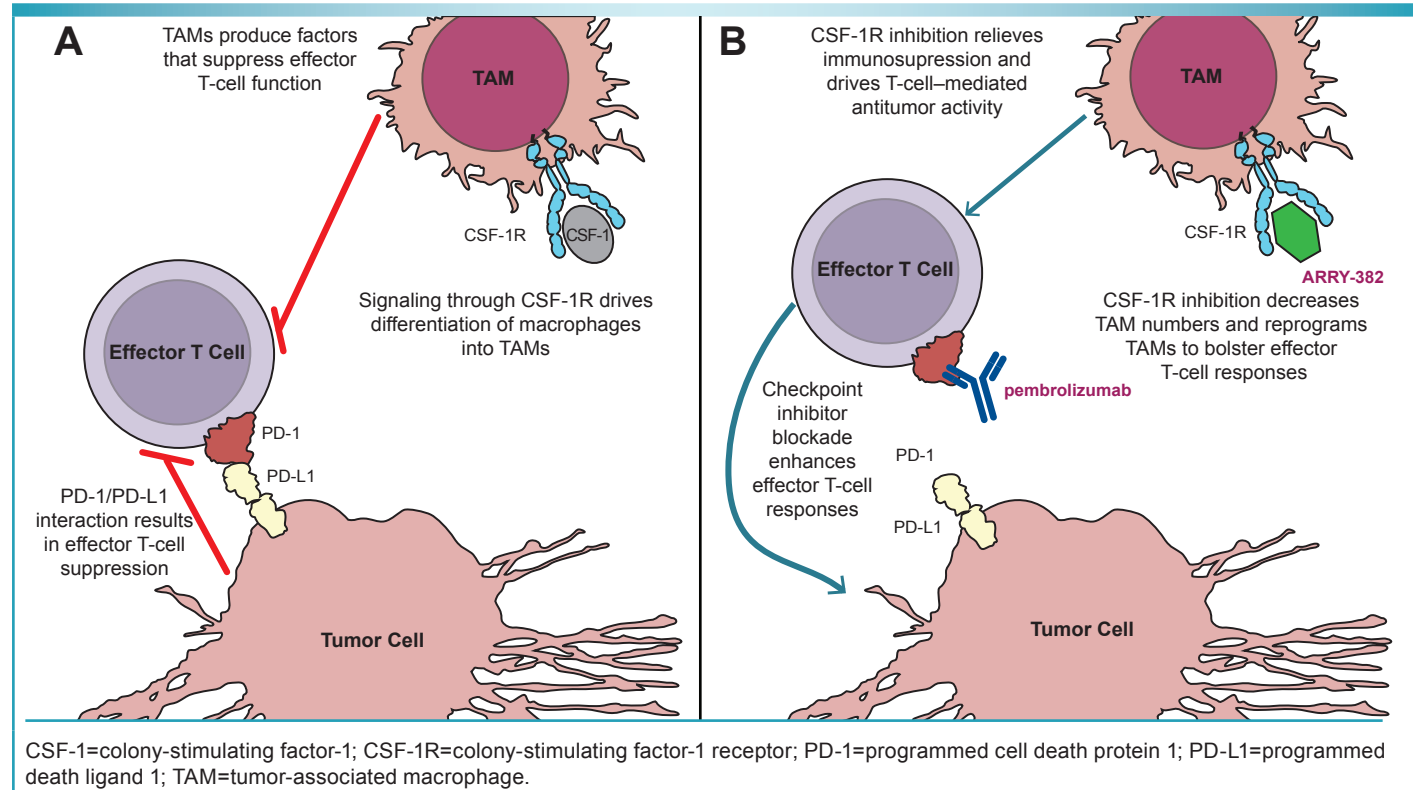 A
TAMs produce factors
that suppress effector
T-cell function
TAM
CSF-1R
CSF-1
Signaling through CSF-1R drives
differentiation of macrophages
into TAMs
Effector T Cell
PD-1
PD-L1
PD-1/PD-L1
interaction results
in effector T-cell
suppression
Tumor Cell
B
CSF-1R inhibition relieves
immunosupression and
drives T-cell–mediated
antitumor activity
TAM
CSF-1R
ARRY-382
Effector T Cell
CSF-1R inhibition decreases
TAM numbers and reprograms
TAMs to bolster effector
T-cell responses
pembrolizumab
Checkpoint
inhibitor
blockade
enhances
effector T-cell
responses
PD-1
PD-L1
Tumor Cell
CSF-1=colony-stimulating factor-1; CSF-1R=colony-stimulating factor-1 receptor; PD-1=programmed cell death protein 1; PD-L1=programmed
death ligand 1; TAM=tumor-associated macrophage.